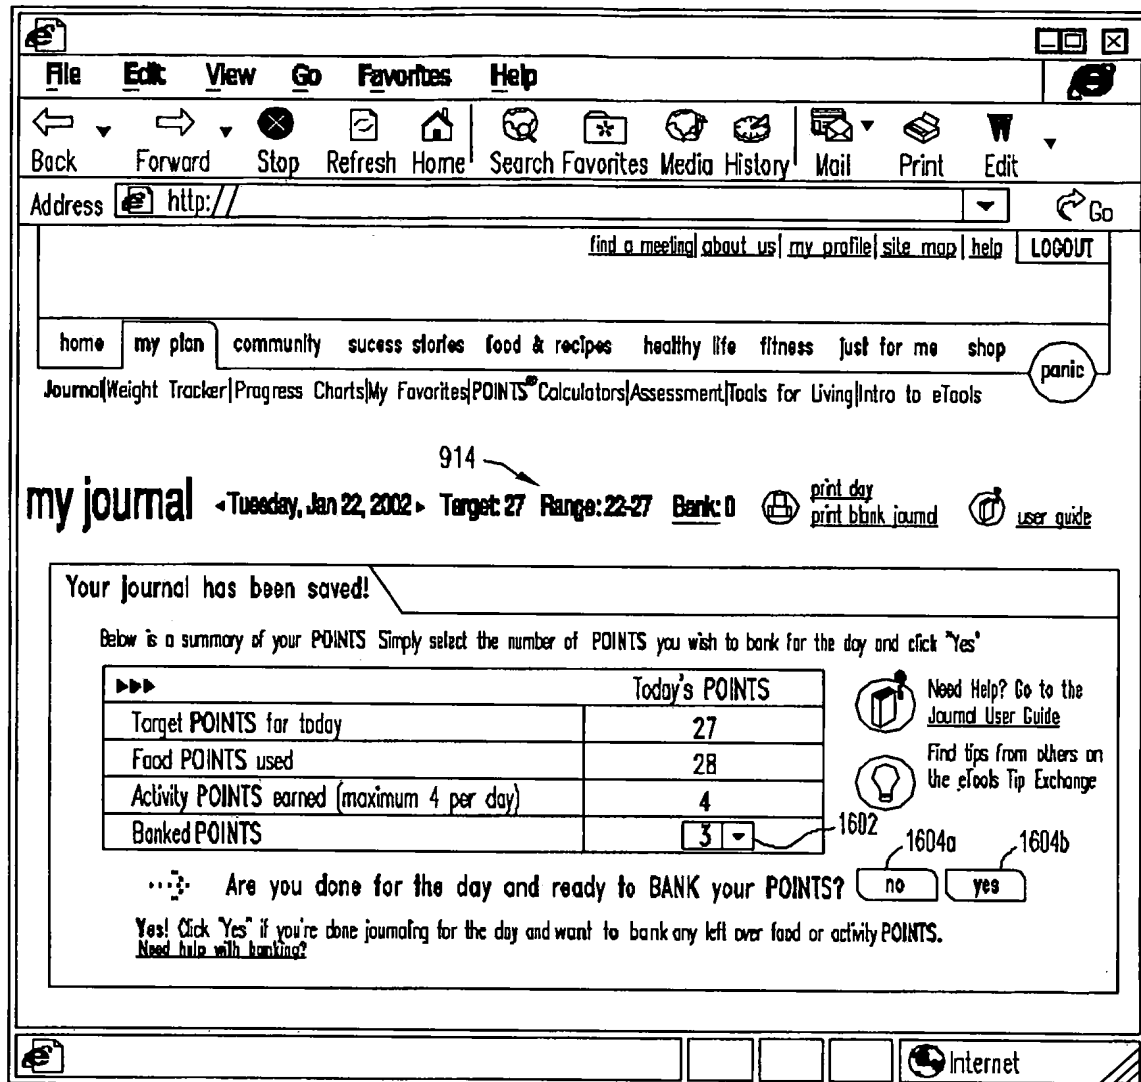 File Edit View Go Favorites Help
Back Forward Stop Refresh Home Search Favorites Media History Mail Print Edit
Address http:// Go
find a meeting| about us| my profile| site map | help LOGOUT
home my plan community sucess stories food & recipes healthy life fitness just for me shop panic
Journal|Weight Tracker|Progress Charts|My Favorites|POINTS® Calculators|Assessment|Tools for Living|Intro to eTools
914
my journal ◂Tuesday, Jan 22, 2002▸ Target: 27 Range: 22-27 Bank: 0 print day
print blank journal user guide
Your journal has been saved!
Below is a summary of your POINTS Simply select the number of POINTS you wish to bank for the day and click "Yes"
▸▸▸ Today's POINTS
Target POINTS for today 27
Food POINTS used 28
Activity POINTS earned (maximum 4 per day) 4
Banked POINTS 3
Need Help? Go to the
Journal User Guide
Find tips from others on
the eTools Tip Exchange
1602
1604a 1604b
Are you done for the day and ready to BANK your POINTS? no yes
Yes! Click "Yes" if you're done journaling for the day and want to bank any left over food or activity POINTS.
Need help with banking?
Internet